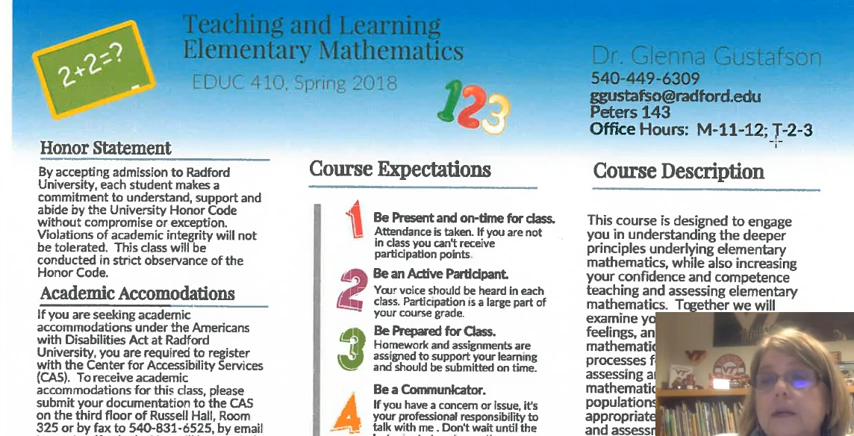 2+2=?
Teaching and Learning
Elementary Mathematics
EDUC 410, Spring 2018
123
Dr. Glenna Gustafson
540-449-6309
ggustafso@radford.edu
Peters 143
Office Hours: M-11-12; T-2-3
Honor Statement
By accepting admission to Radford
University, each student makes a
commitment to understand, support and
abide by the University Honor Code
without compromise or exception.
Violations of academic integrity will not
be tolerated. This class will be
conducted in strict observance of the
Honor Code.
Academic Accomodations
If you are seeking academic
accommodations under the Americans
with Disabilities Act at Radford
University, you are required to register
with the Center for Accessibility Services
(CAS). To receive academic
accommodations for this class, please
submit your documentation to the CAS
on the third floor of Russell Hall, Room
325 or by fax to 540-831-6525, by email
Course Expectations
1
Be Present and on-time for class.
Attendance is taken. If you are not
in class you can't receive
participation points.
2
Be an Active Participant.
Your voice should be heard in each
class. Participation is a large part of
your course grade.
3
Be Prepared for Class.
Homework and assignments are
assigned to support your learning
and should be submitted on time.
4
Be a Communicator.
If you have a concern or issue, it's
your professional responsibility to
talk with me . Don't wait until the
Course Description
This course is designed to engage
you in understanding the deeper
principles underlying elementary
mathematics, while also increasing
your confidence and competence
teaching and assessing elementary
mathematics. Together we will
examine yo
feelings, an
mathematic
processes f
assessing a
mathematic
populations
appropriate
and assessm